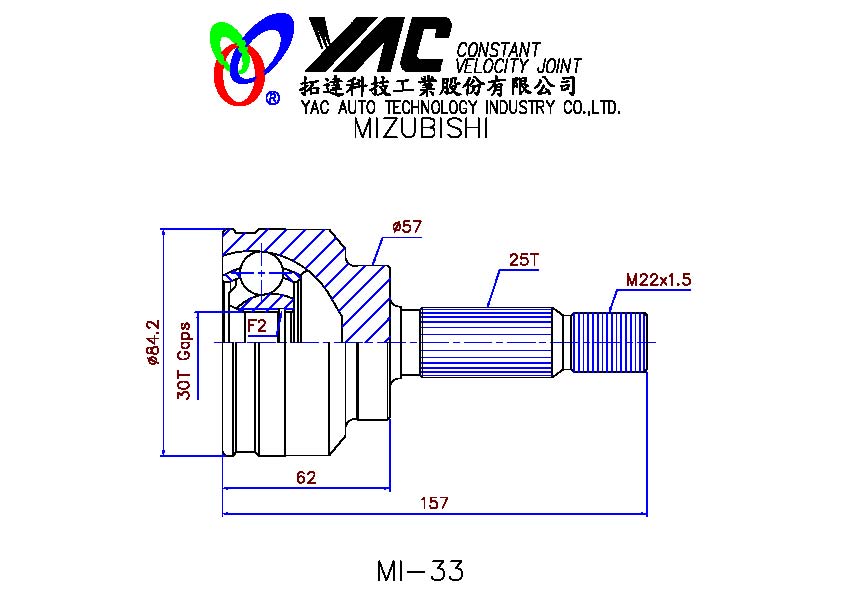 YAC CONSTANT
VELOCITY JOINT
®
拓達科技工業股份有限公司
YAC AUTO TECHNOLOGY INDUSTRY CO.,LTD.
MIZUBISHI
ø57
25T
M22x1.5
F2
ø84.2
30T Gaps
62
157
MI-33